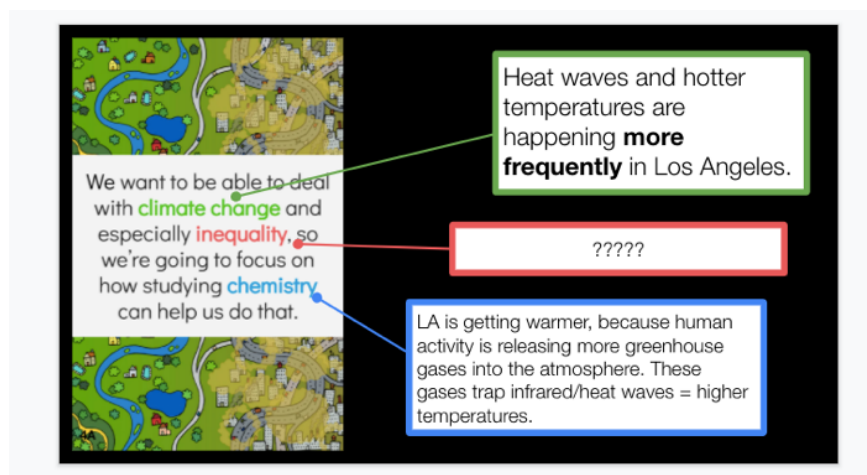 We want to be able to deal
with climate change and
especially inequality, so
we're going to focus on
how studying chemistry
can help us do that.
Heat waves and hotter
temperatures are
happening more
frequently in Los Angeles.
?????
LA is getting warmer, because human
activity is releasing more greenhouse
gases into the atmosphere. These
gases trap infrared/heat waves = higher
temperatures.